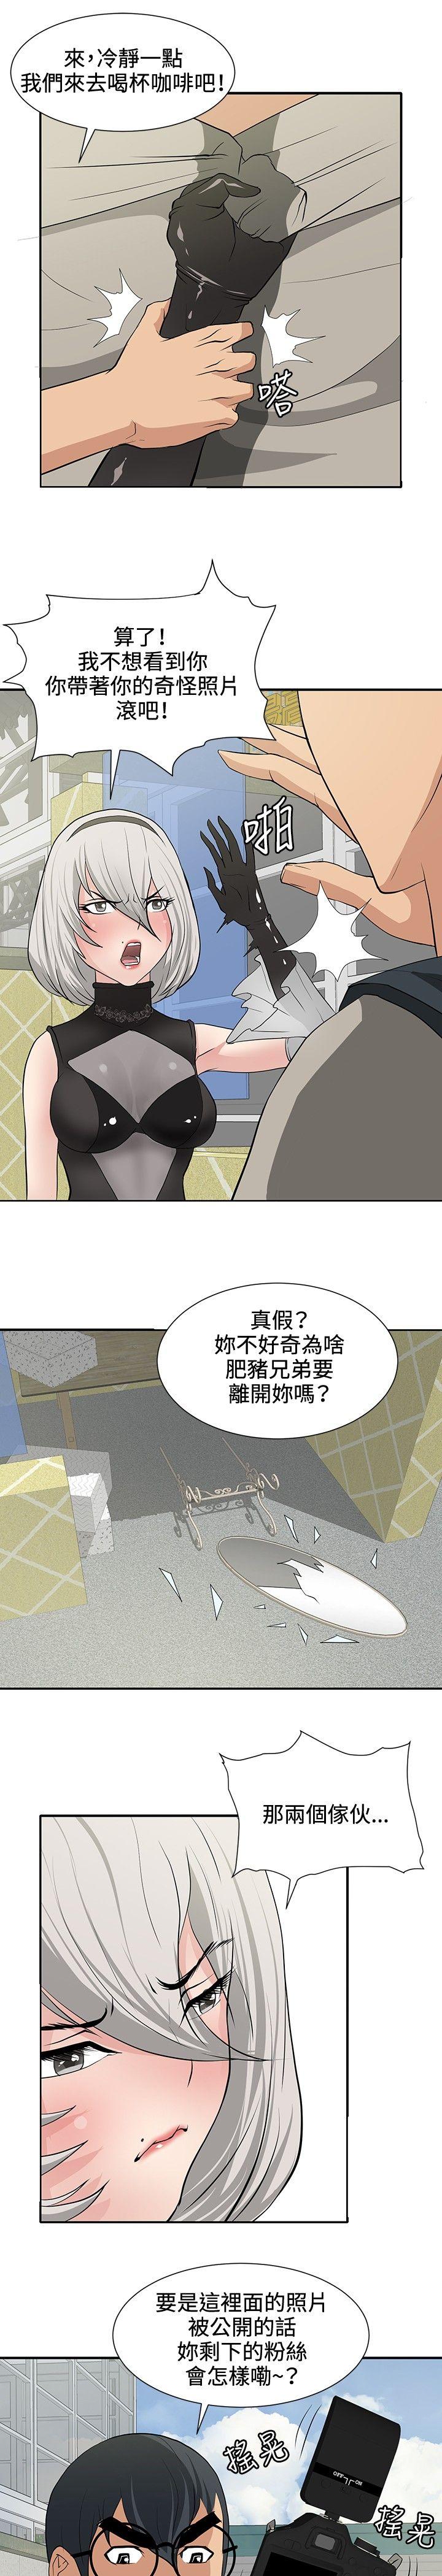 來，冷靜一點
我們來去喝杯咖啡吧！
嗒
算了！
我不想看到你
你帶著你的奇怪照片
滾吧！
啪
真假？
妳不好奇為啥
肥豬兄弟要
離開妳嗎？
那兩個傢伙...
要是這裡面的照片
被公開的話
妳剩下的粉絲
會怎樣嘞~？
搖晃
OFF ON
搖晃